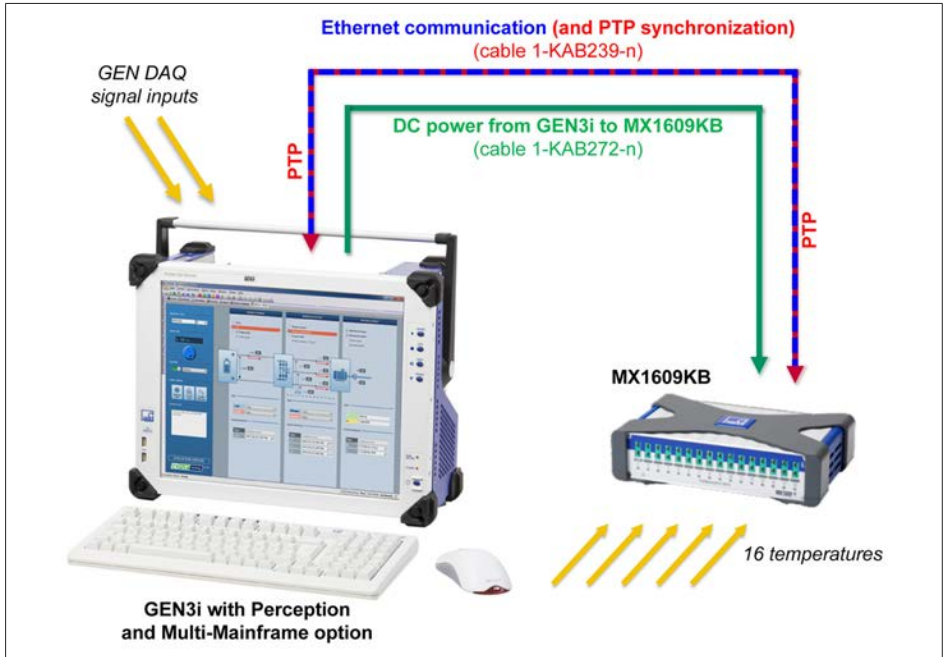 Ethernet communication (and PTP synchronization)
(cable 1-KAB239-n)
GEN DAQ
signal inputs
DC power from GEN3i to MX1609KB
(cable 1-KAB272-n)
PTP
PTP
MX1609KB
16 temperatures
GEN3i with Perception
and Multi-Mainframe option